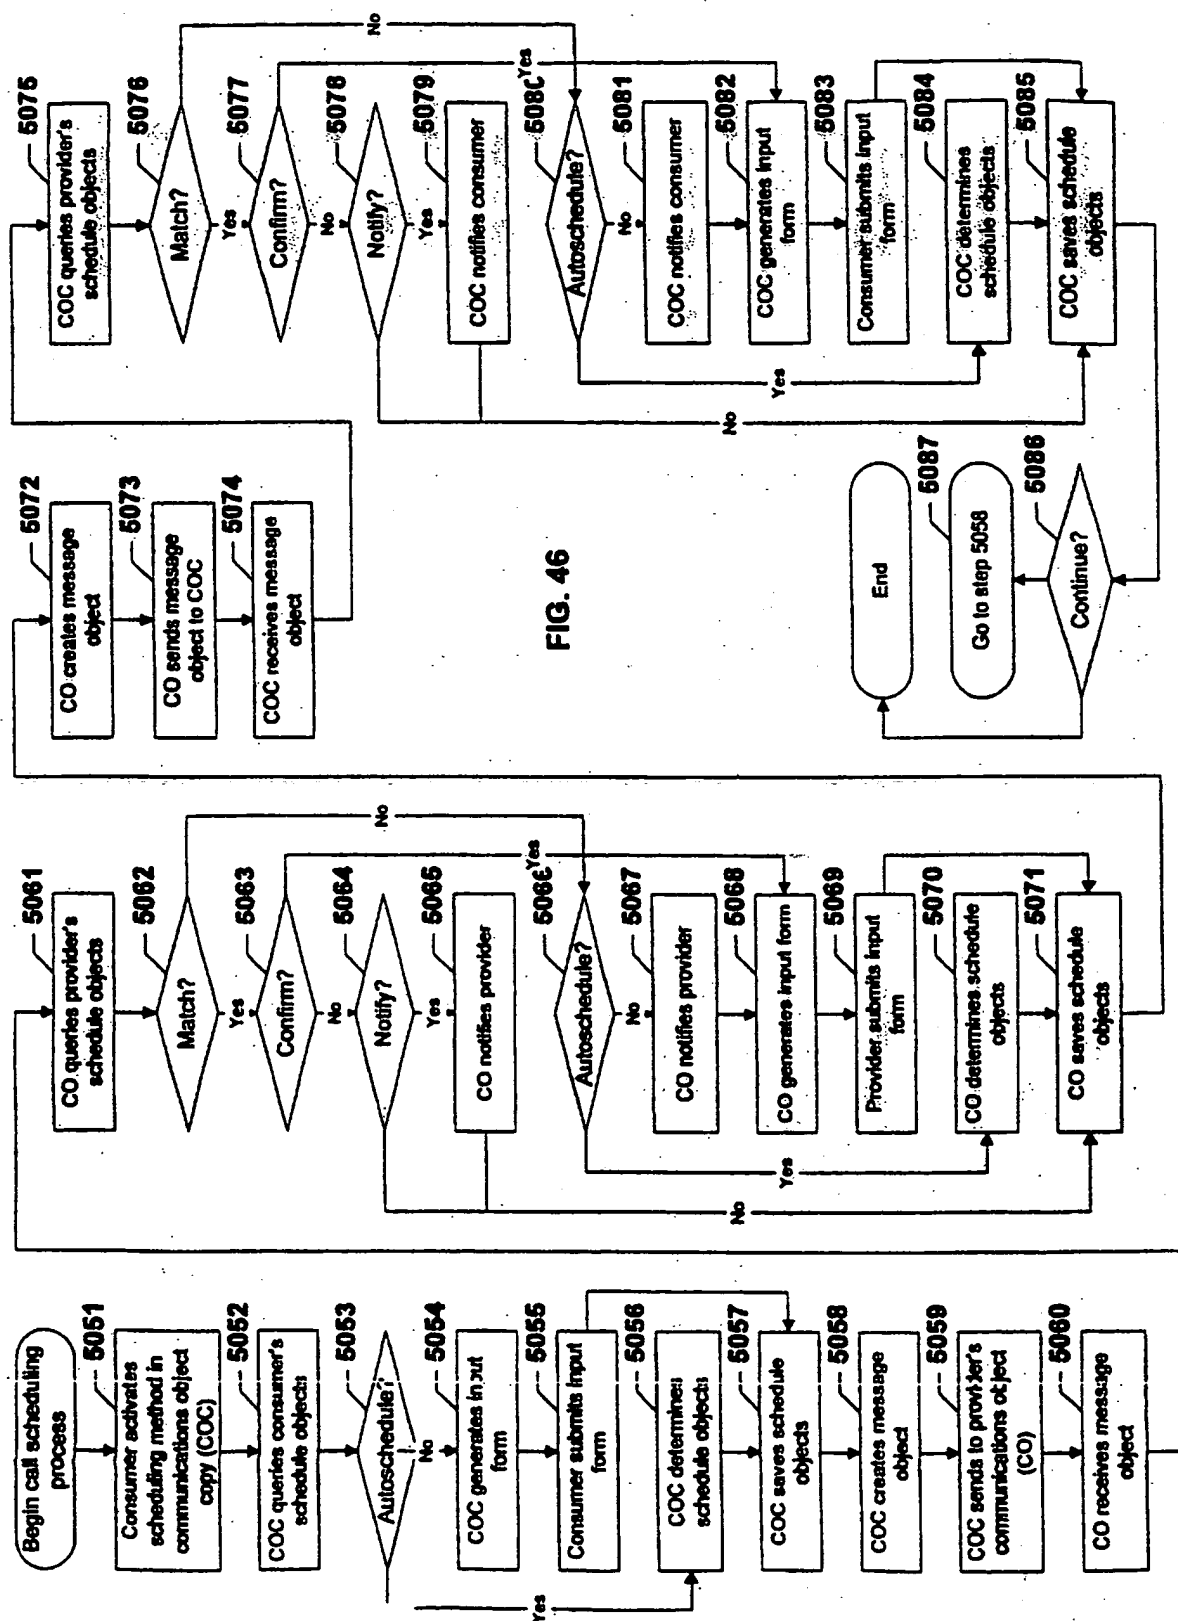 Begin call scheduling
process
5051
Consumer activates
scheduling method in
communications object
copy (COC)
5052
COC queries consumer's
schedule objects
5053
Autoschedule?
No
Yes
5054
COC generates input
form
5055
Consumer submits input
form
5056
COC determines
schedule objects
5057
COC saves schedule
objects
5058
COC creates message
object
5059
COC sends to provider's
communications object
(CO)
5060
CO receives message
object
5061
CO queries provider's
schedule objects
5062
Match?
Yes
No
5063
Confirm?
No
Yes
5064
Notify?
Yes
No
5065
CO notifies provider
5066
Autoschedule?
No
Yes
5067
CO notifies provider
5068
CO generates input form
5069
Provider submits input
form
5070
CO determines schedule
objects
5071
CO saves schedule
objects
5072
CO creates message
object
5073
CO sends message
object to COC
5074
COC receives message
object
FIG. 46
5075
COC queries provider's
schedule objects
5076
Match?
Yes
No
5077
Confirm?
No
Yes
5078
Notify?
Yes
No
5079
COC notifies consumer
5080
Autoschedule?
No
Yes
5081
COC notifies consumer
5082
COC generates input
form
5083
Consumer submits input
form
5084
COC determines
schedule objects
5085
COC saves schedule
objects
5086
Continue?
5087
Go to step 5058
End